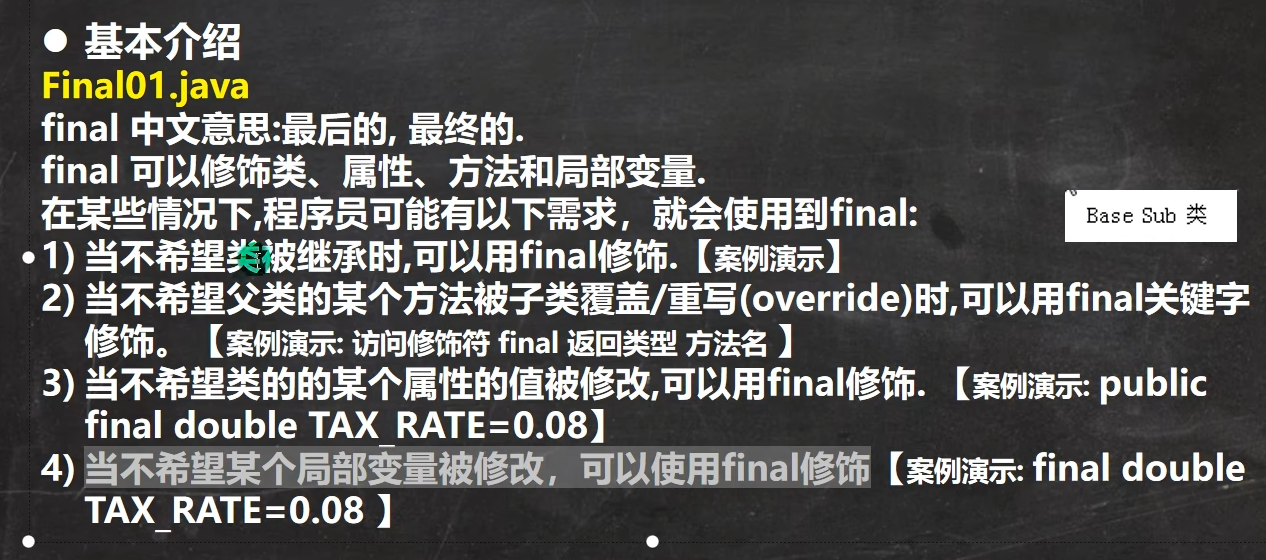 ● 基本介绍
Final01.java
final 中文意思:最后的, 最终的.
final 可以修饰类、属性、方法和局部变量.
在某些情况下,程序员可能有以下需求，就会使用到final:
Base Sub 类
1) 当不希望类被继承时,可以用final修饰.【案例演示】
2) 当不希望父类的某个方法被子类覆盖/重写(override)时,可以用final关键字
修饰。【案例演示: 访问修饰符 final 返回类型 方法名 】
3) 当不希望类的的某个属性的值被修改,可以用final修饰. 【案例演示: public
final double TAX_RATE=0.08】
4) 当不希望某个局部变量被修改，可以使用final修饰【案例演示: final double
TAX_RATE=0.08 】